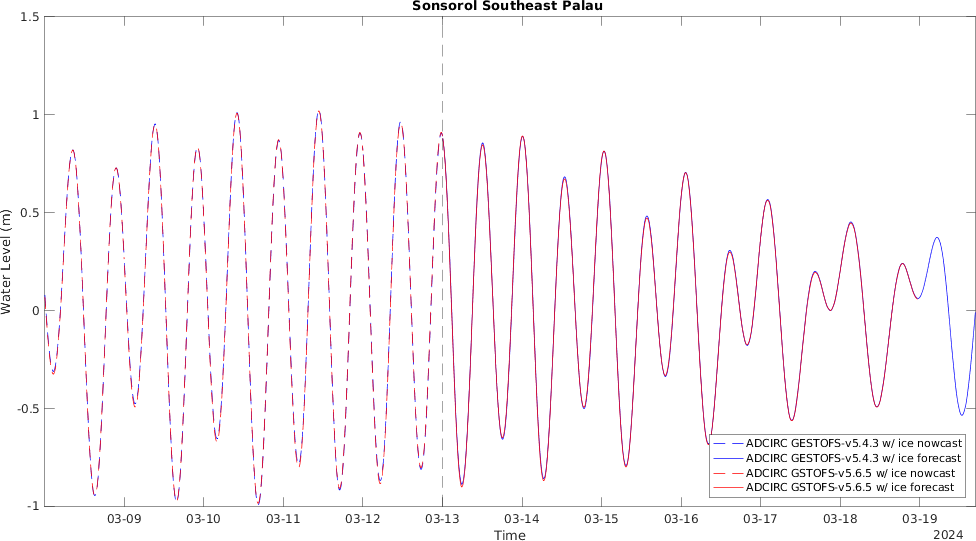 Sonsorol Southeast Palau
1.5
1
0.5
0
-0.5
-1
Water Level (m)
ADCIRC GESTOFS-v5.4.3 w/ ice nowcast
ADCIRC GESTOFS-v5.4.3 w/ ice forecast
ADCIRC GSTOFS-v5.6.5 w/ ice nowcast
ADCIRC GSTOFS-v5.6.5 w/ ice forecast
03-09 03-10 03-11 03-12 03-13 03-14 03-15 03-16 03-17 03-18 03-19
Time
2024